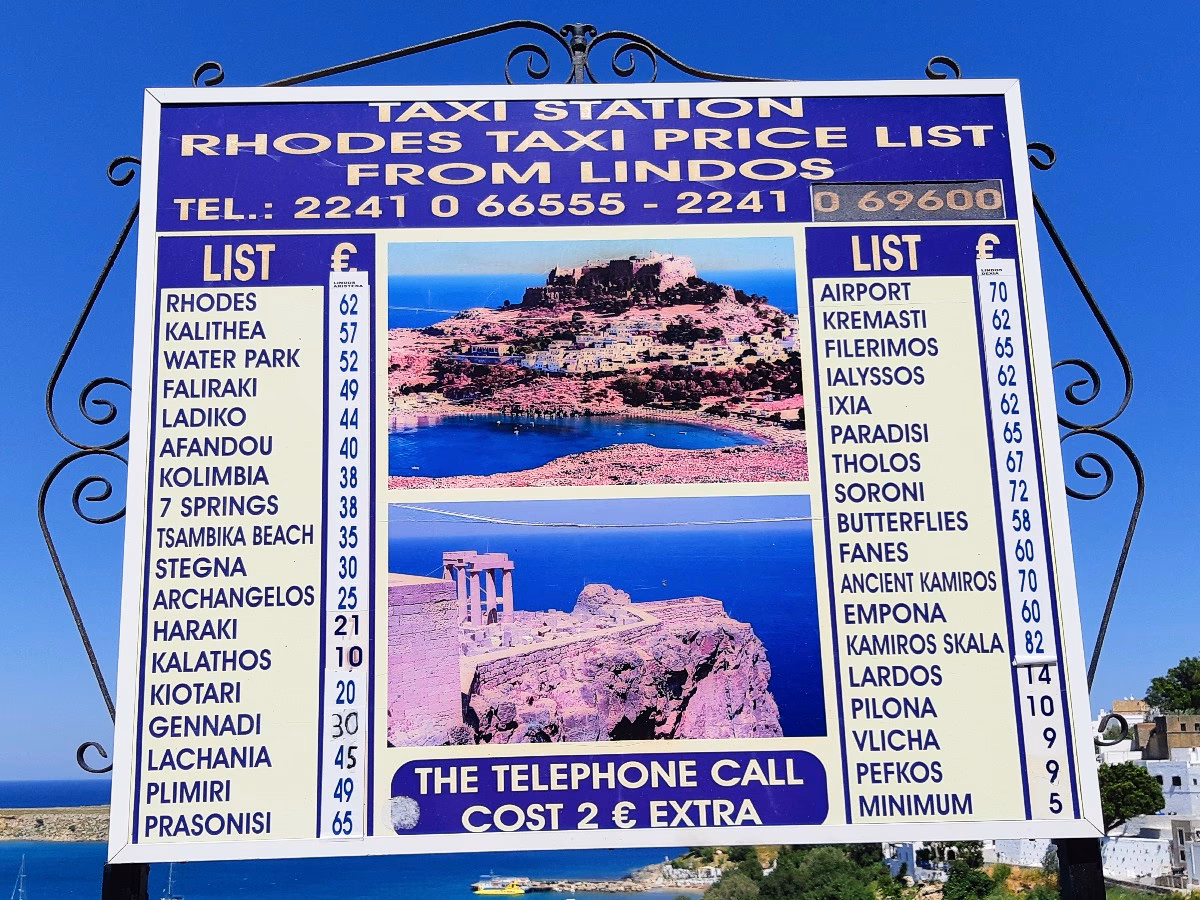 TAXI STATION
RHODES TAXI PRICE LIST
FROM LINDOS
TEL.: 2241 0 66555 - 2241 0 69600
LIST €
RHODES 62
KALITHEA 57
WATER PARK 52
FALIRAKI 49
LADIKO 44
AFANDOU 40
KOLIMBIA 38
7 SPRINGS 38
TSAMBIKA BEACH 35
STEGNA 30
ARCHANGELOS 25
HARAKI 21
KALATHOS 10
KIOTARI 20
GENNADI 30
LACHANIA 45
PLIMIRI 49
PRASONISI 65
THE TELEPHONE CALL
COST 2 € EXTRA
LIST €
AIRPORT 70
KREMASTI 62
FILERIMOS 65
IALYSSOS 62
IXIA 62
PARADISI 65
THOLOS 67
SORONI 72
BUTTERFLIES 58
FANES 60
ANCIENT KAMIROS 70
EMPONA 60
KAMIROS SKALA 82
LARDOS 14
PILONA 10
VLICHA 9
PEFKOS 9
MINIMUM 5